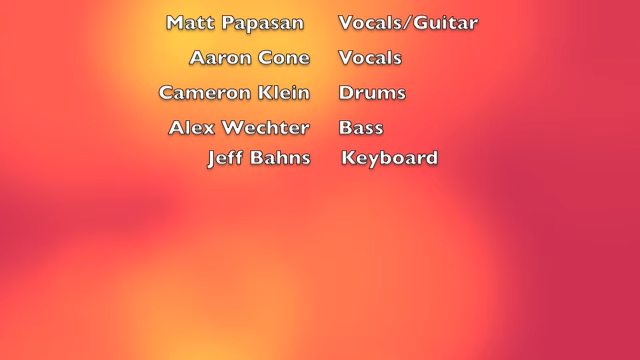 Matt Papasan Vocals/Guitar
Aaron Cone Vocals
Cameron Klein Drums
Alex Wechter Bass
Jeff Bahns Keyboard